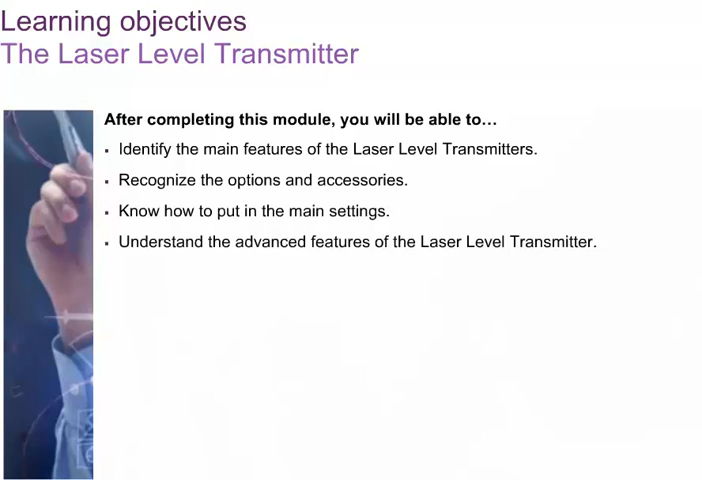 Learning objectives
The Laser Level Transmitter
After completing this module, you will be able to…
▪ Identify the main features of the Laser Level Transmitters.
▪ Recognize the options and accessories.
▪ Know how to put in the main settings.
▪ Understand the advanced features of the Laser Level Transmitter.